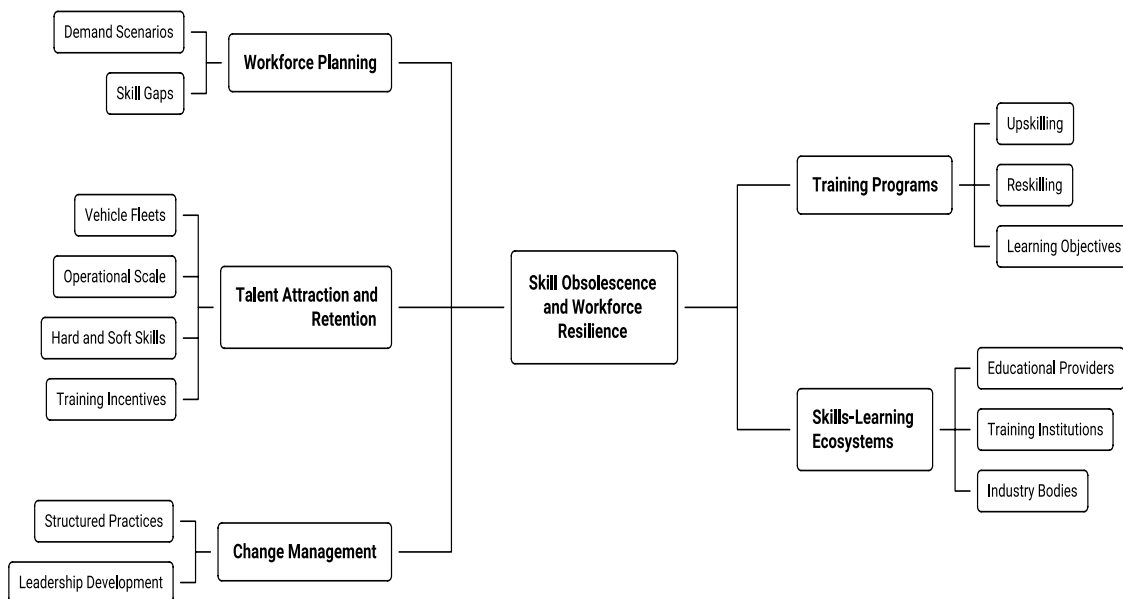 Demand Scenarios
Skill Gaps
Workforce Planning
Vehicle Fleets
Operational Scale
Hard and Soft Skills
Training Incentives
Talent Attraction and
Retention
Structured Practices
Leadership Development
Change Management
Skill Obsolescence
and Workforce
Resilience
Training Programs
Upskilling
Reskilling
Learning Objectives
Skills-Learning
Ecosystems
Educational Providers
Training Institutions
Industry Bodies